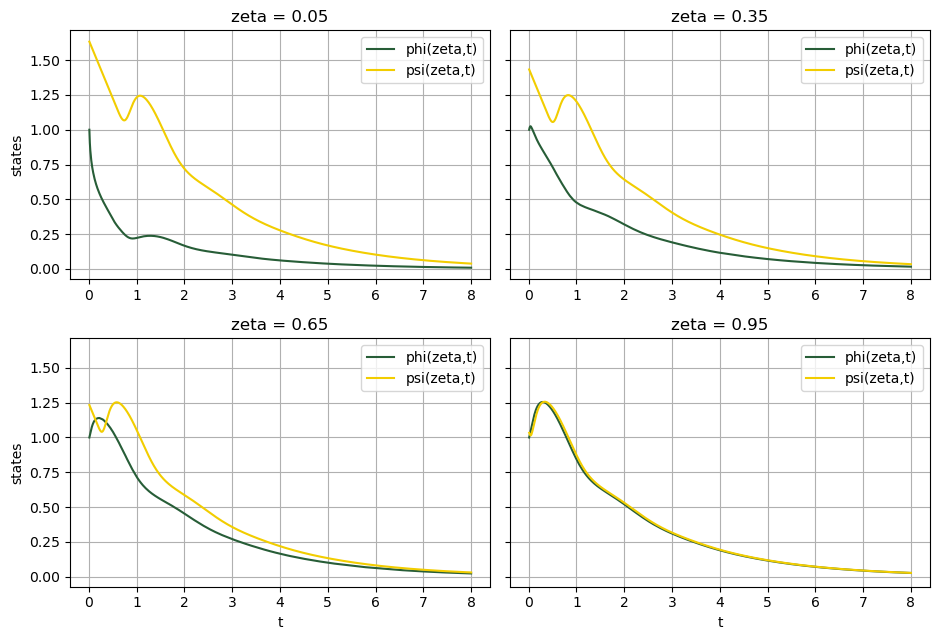 zeta = 0.05
phi(zeta,t)
psi(zeta,t)
states
1.50
1.25
1.00
0.75
0.50
0.25
0.00
0 1 2 3 4 5 6 7 8
zeta = 0.35
phi(zeta,t)
psi(zeta,t)
0 1 2 3 4 5 6 7 8
zeta = 0.65
phi(zeta,t)
psi(zeta,t)
states
1.50
1.25
1.00
0.75
0.50
0.25
0.00
0 1 2 3 4 5 6 7 8
t
zeta = 0.95
phi(zeta,t)
psi(zeta,t)
0 1 2 3 4 5 6 7 8
t